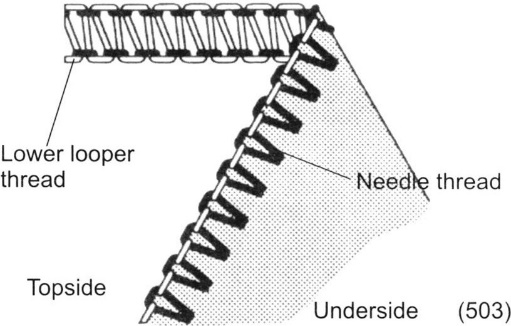 Lower looper
thread
Needle thread
Topside
Underside
(503)